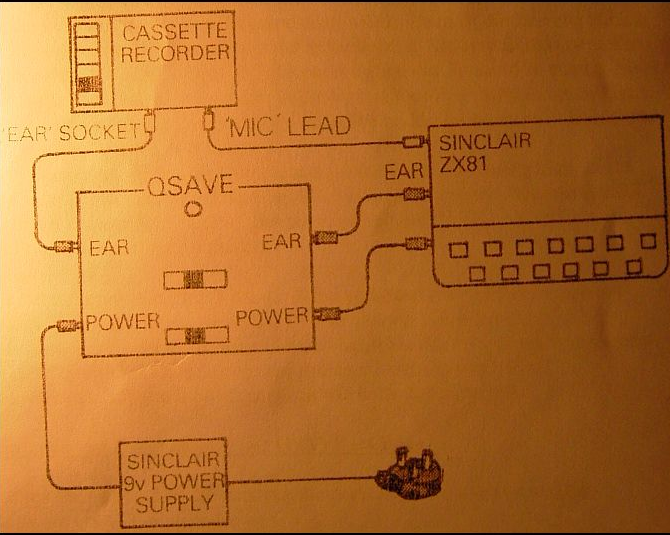 CASSETTE
RECORDER
'EAR' SOCKET
'MIC' LEAD
SINCLAIR
ZX81
EAR
QSAVE
EAR
EAR
POWER
POWER
SINCLAIR
9v POWER
SUPPLY